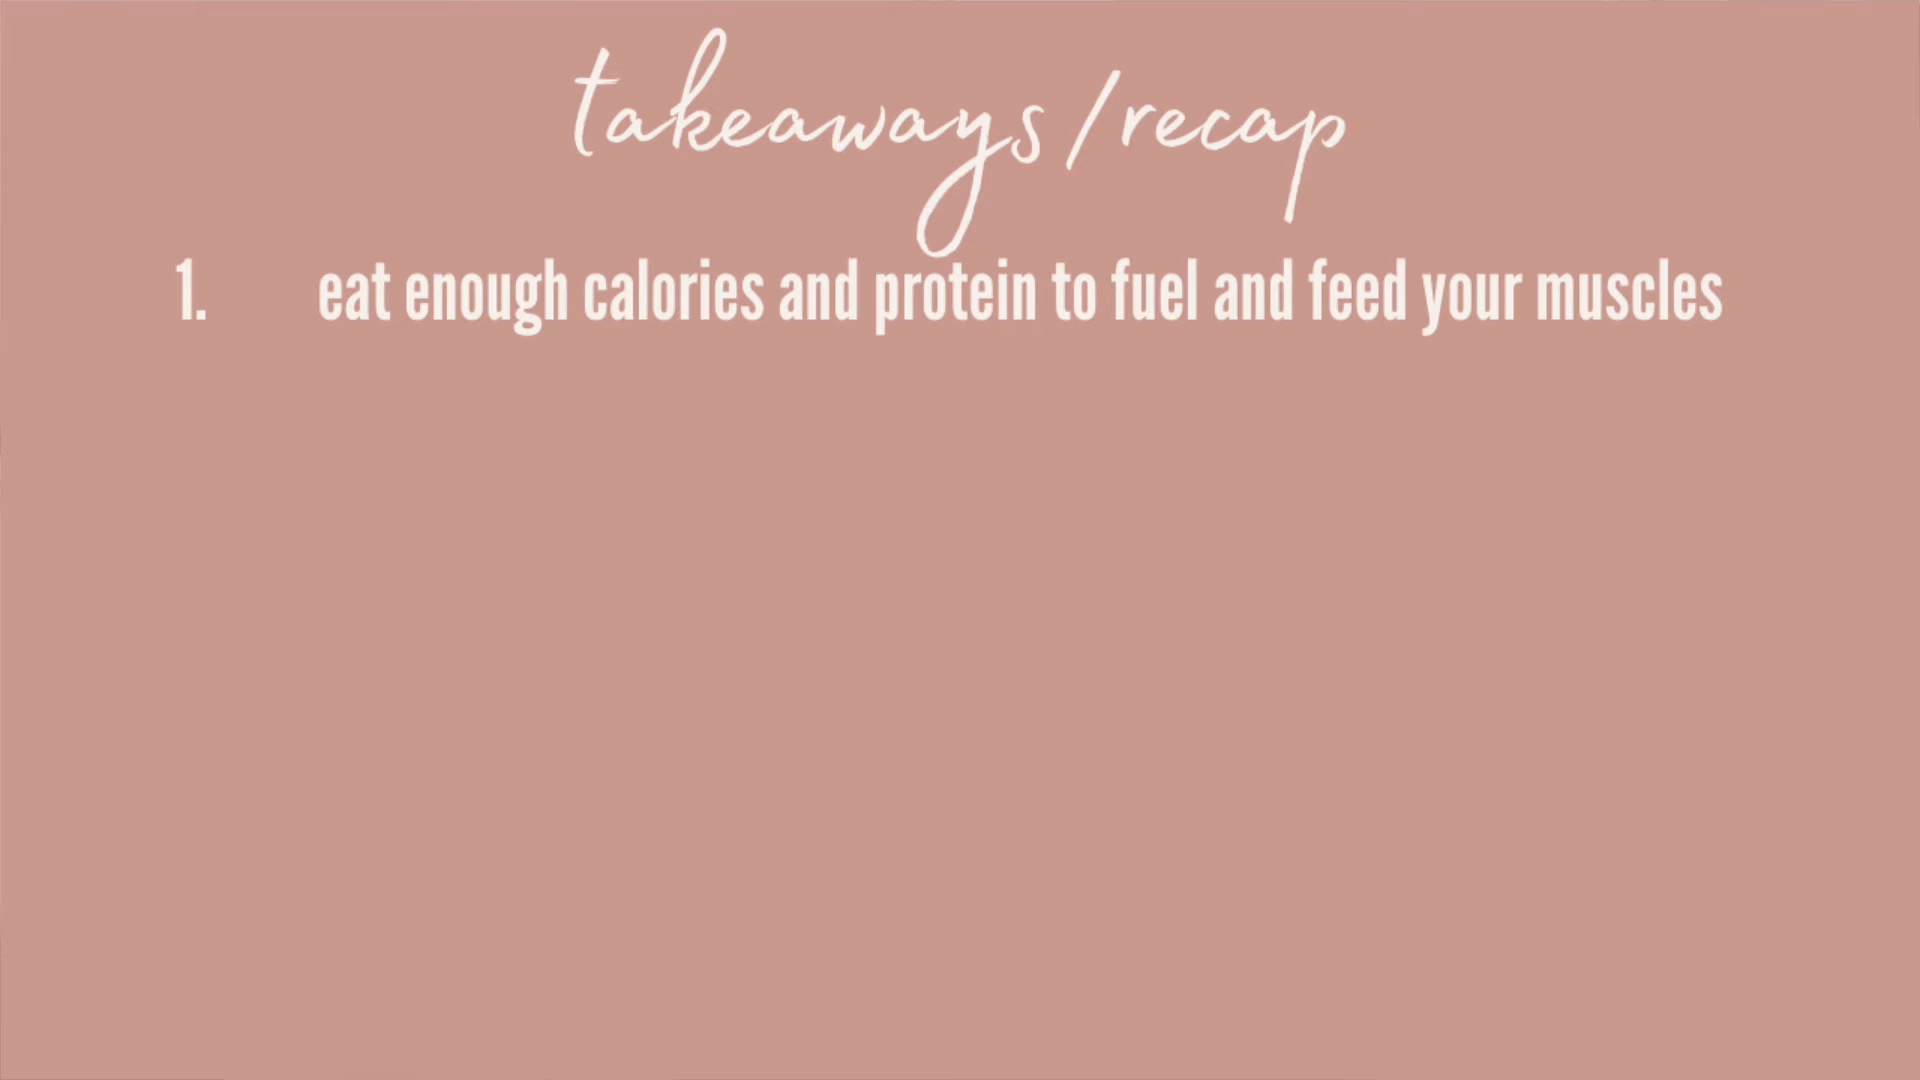 takeaways/recap
1. eat enough calories and protein to fuel and feed your muscles